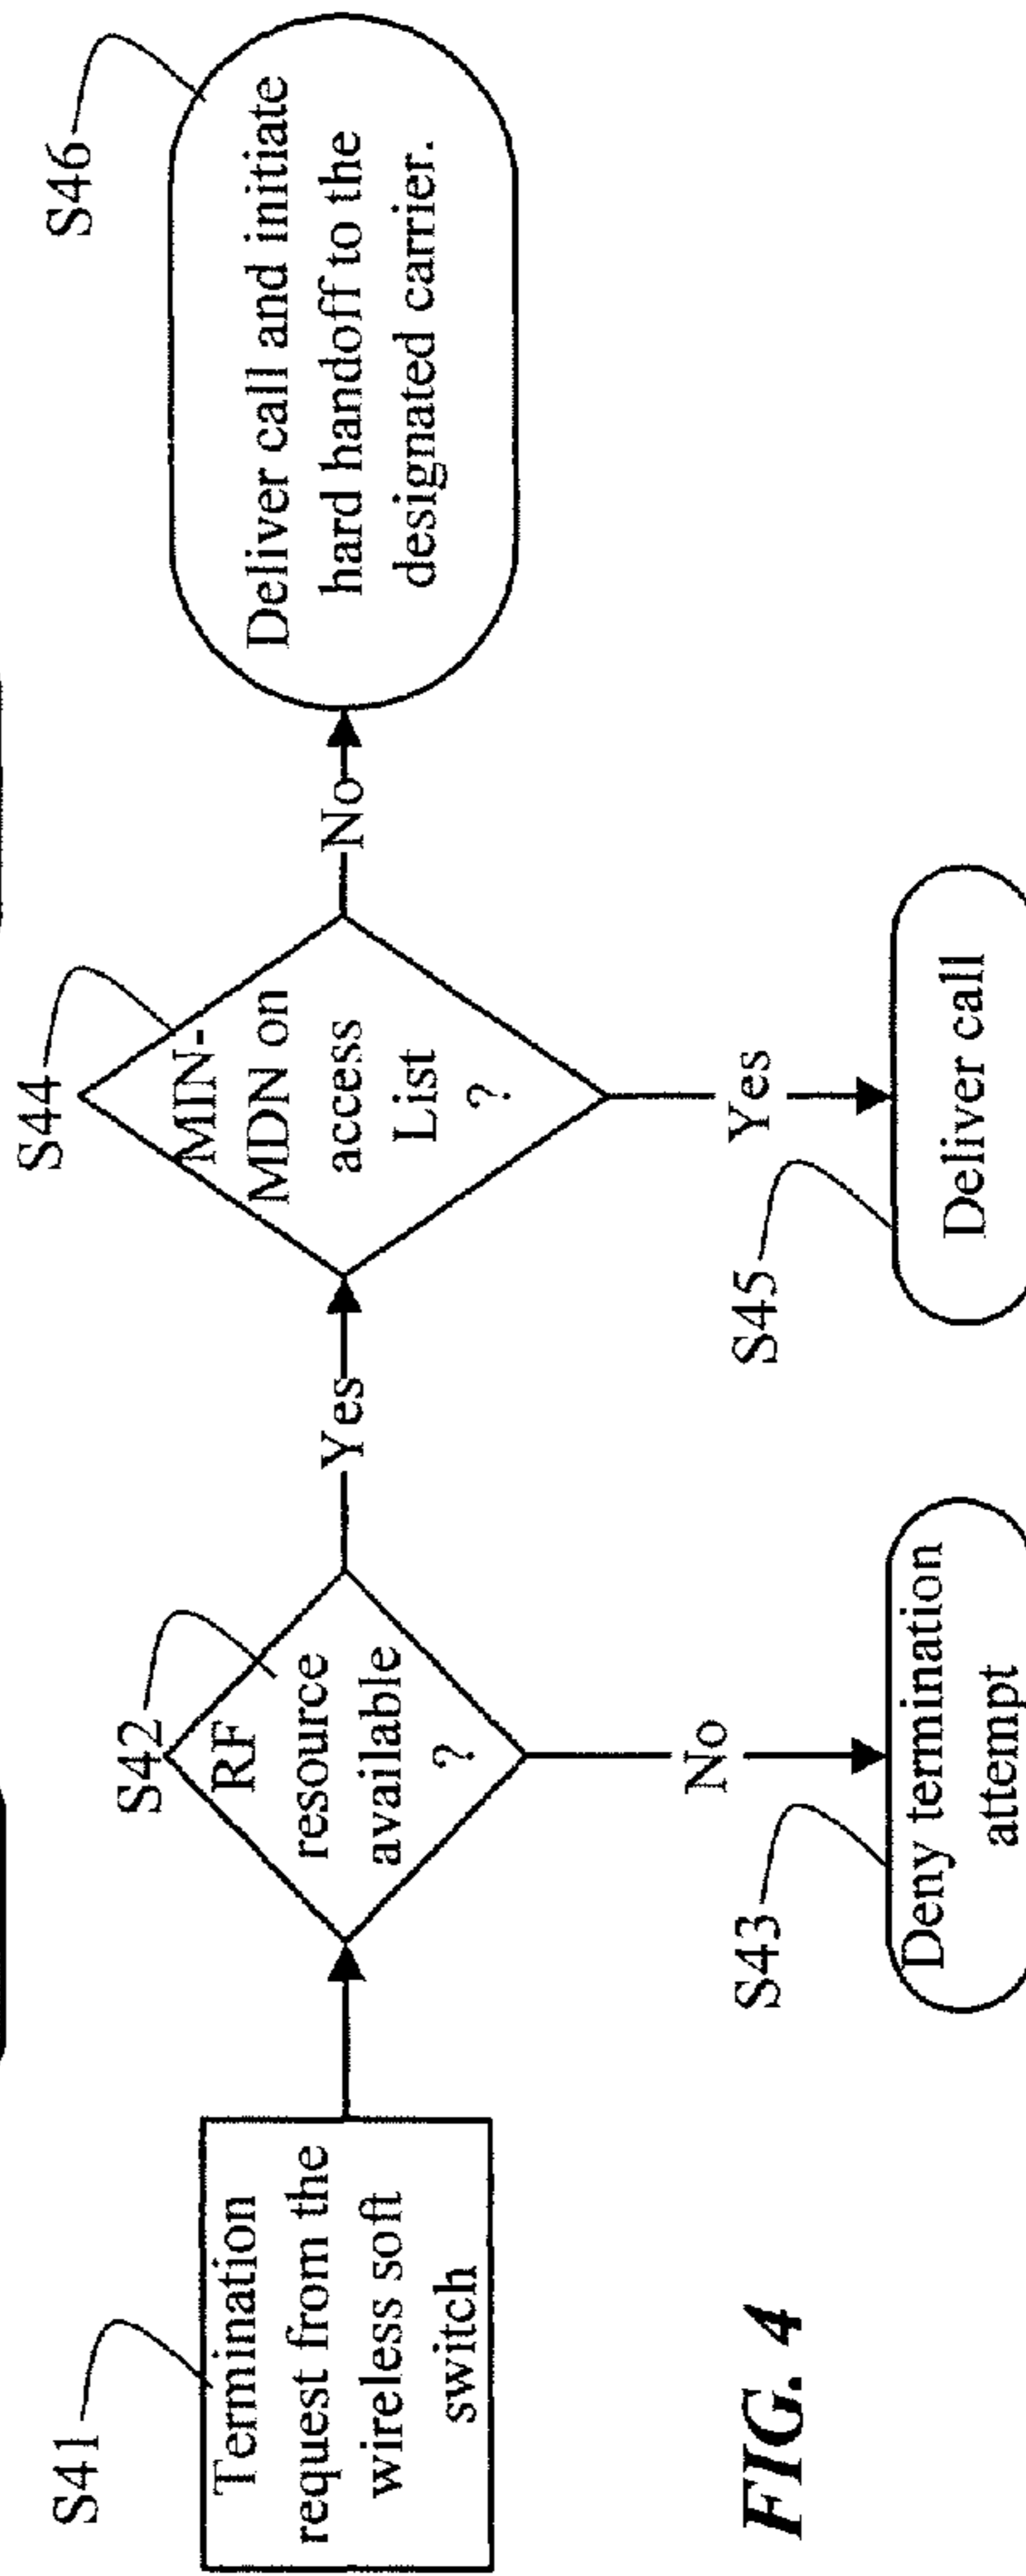 S41
Termination
request from the
wireless soft
switch
S42
RF
resource
available
?
No
S43
Deny termination
attempt
Yes
S44
MIN-
MDN on
access
List
?
Yes
S45
Deliver call
No
S46
Deliver call and initiate
hard handoff to the
designated carrier.
FIG. 4